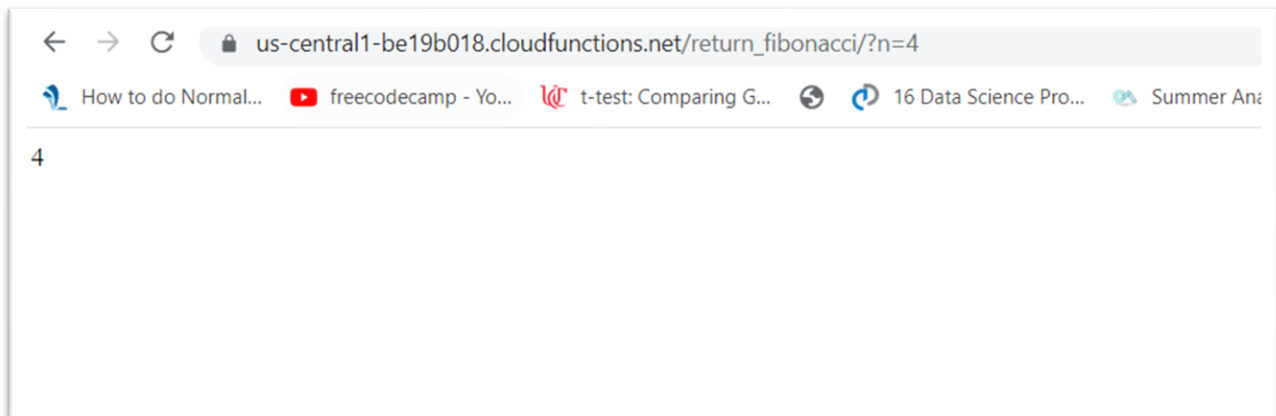 us-central1-be19b018.cloudfunctions.net/return_fibonacci/?n=4
How to do Normal... freecodecamp - Yo... t-test: Comparing G... 16 Data Science Pro... Summer Ana
4